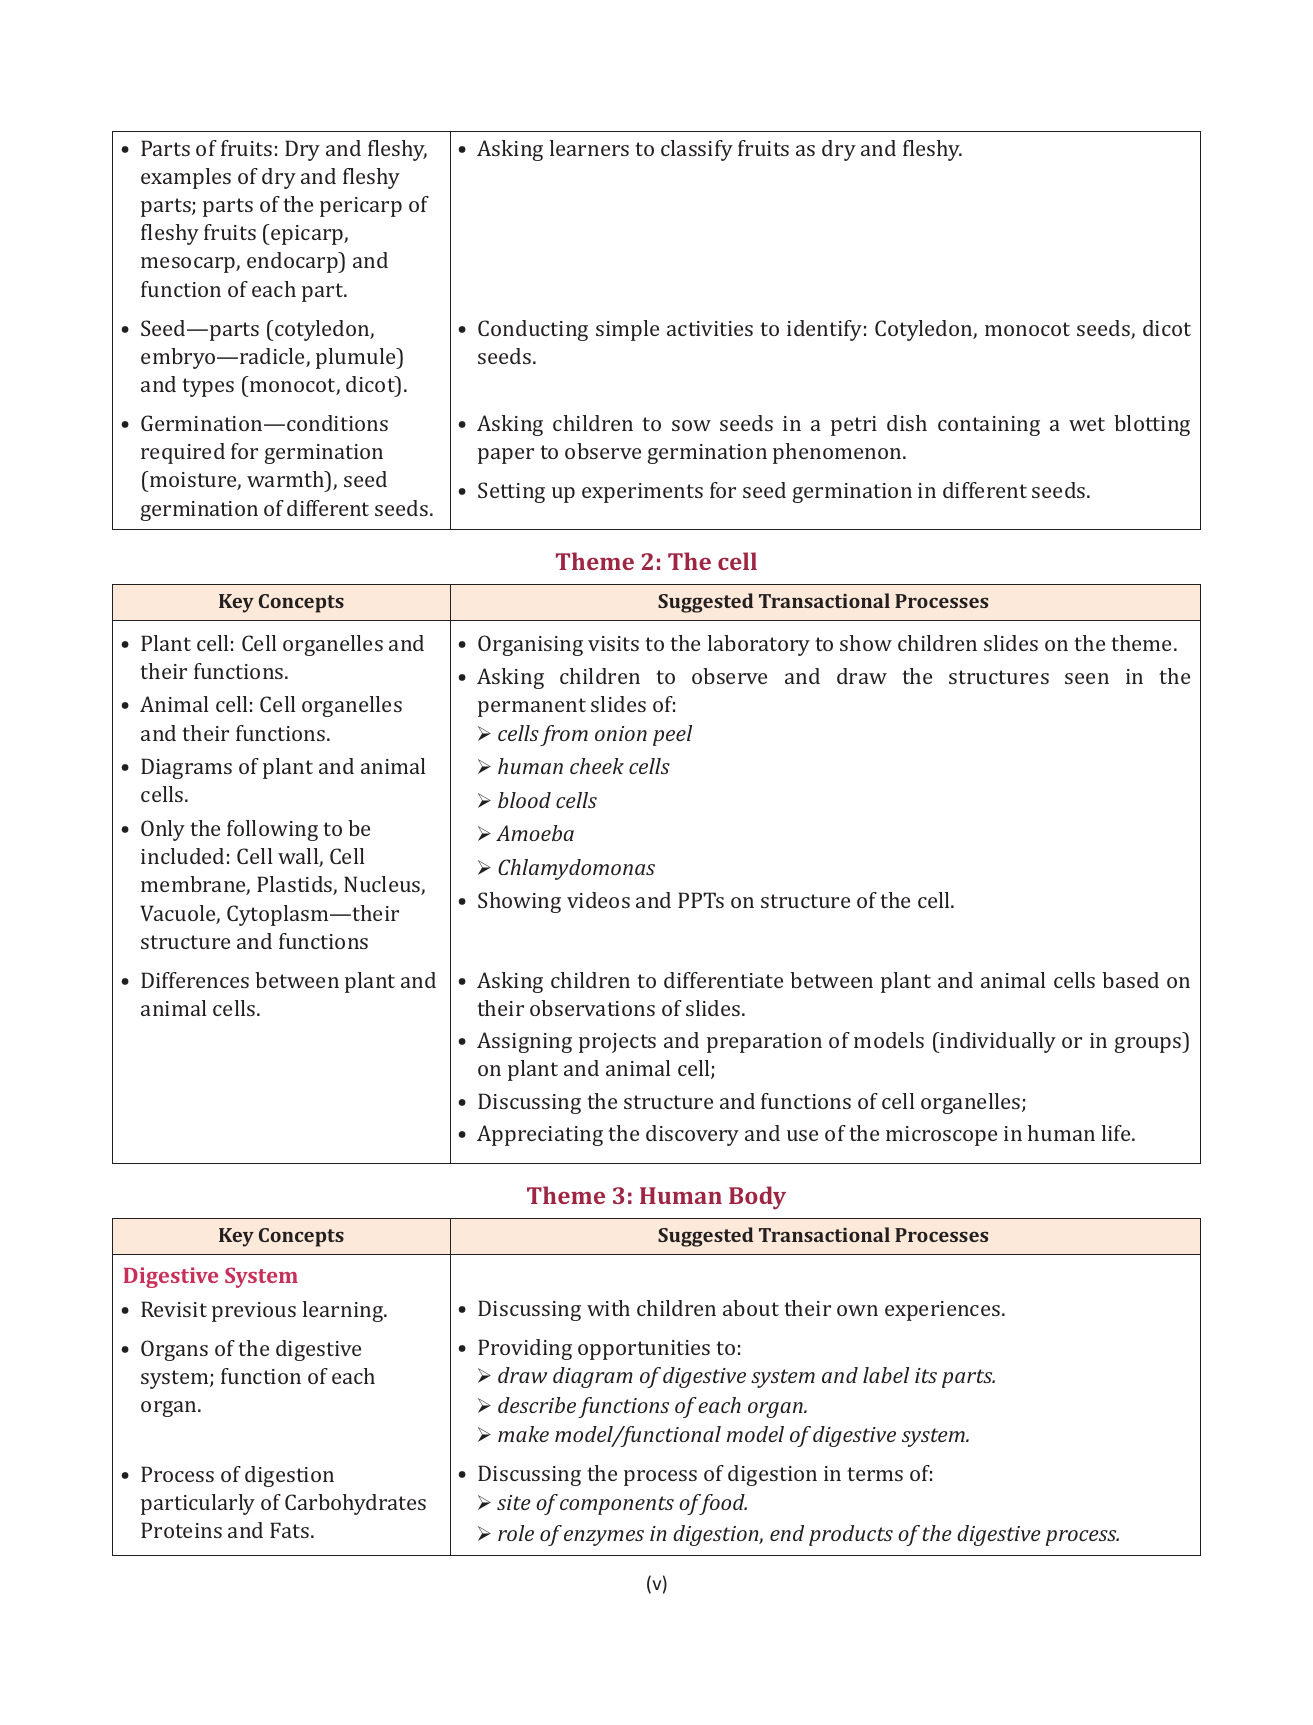 • Parts of fruits: Dry and fleshy,
examples of dry and fleshy
parts; parts of the pericarp of
fleshy fruits (epicarp,
mesocarp, endocarp) and
function of each part.
• Asking learners to classify fruits as dry and fleshy.
• Seed—parts (cotyledon,
embryo—radicle, plumule)
and types (monocot, dicot).
• Conducting simple activities to identify: Cotyledon, monocot seeds, dicot
seeds.
• Germination—conditions
required for germination
(moisture, warmth), seed
germination of different seeds.
• Asking children to sow seeds in a petri dish containing a wet blotting
paper to observe germination phenomenon.
• Setting up experiments for seed germination in different seeds.
Theme 2: The cell
Key Concepts
Suggested Transactional Processes
• Plant cell: Cell organelles and
their functions.
• Animal cell: Cell organelles
and their functions.
• Diagrams of plant and animal
cells.
• Only the following to be
included: Cell wall, Cell
membrane, Plastids, Nucleus,
Vacuole, Cytoplasm—their
structure and functions
• Organising visits to the laboratory to show children slides on the theme.
• Asking children to observe and draw the structures seen in the
permanent slides of:
➢ cells from onion peel
➢ human cheek cells
➢ blood cells
➢ Amoeba
➢ Chlamydomonas
• Showing videos and PPTs on structure of the cell.
• Differences between plant and
animal cells.
• Asking children to differentiate between plant and animal cells based on
their observations of slides.
• Assigning projects and preparation of models (individually or in groups)
on plant and animal cell;
• Discussing the structure and functions of cell organelles;
• Appreciating the discovery and use of the microscope in human life.
Theme 3: Human Body
Key Concepts
Suggested Transactional Processes
Digestive System
• Revisit previous learning.
• Discussing with children about their own experiences.
• Organs of the digestive
system; function of each
organ.
• Providing opportunities to:
➢ draw diagram of digestive system and label its parts.
➢ describe functions of each organ.
➢ make model/functional model of digestive system.
• Process of digestion
particularly of Carbohydrates
Proteins and Fats.
• Discussing the process of digestion in terms of:
➢ site of components of food.
➢ role of enzymes in digestion, end products of the digestive process.
(v)